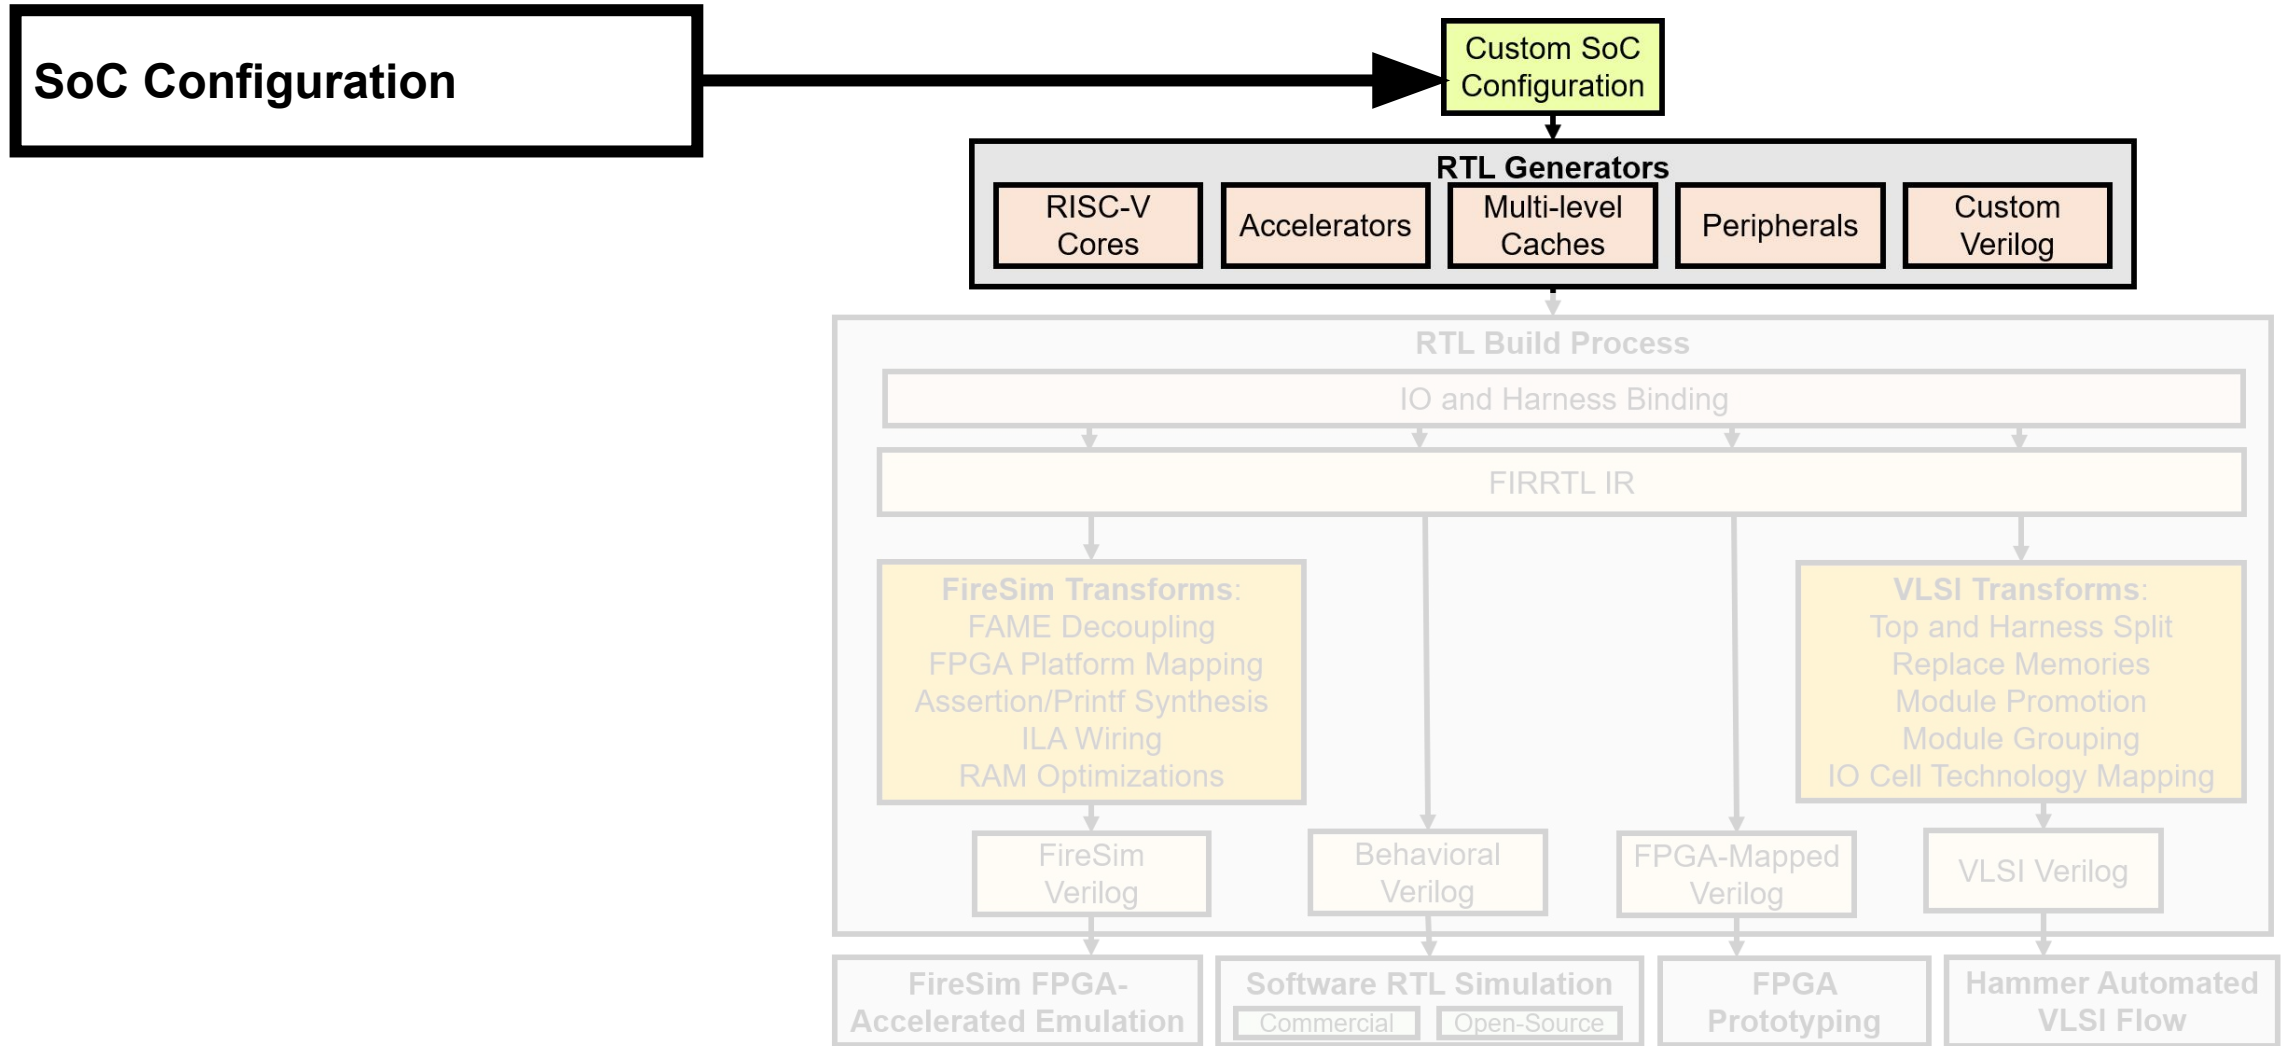 SoC Configuration
Custom SoC
Configuration
RTL Generators
RISC-V
Cores
Accelerators
Multi-level
Caches
Peripherals
Custom
Verilog
RTL Build Process
IO and Harness Binding
FIRRTL IR
FireSim Transforms:
FAME Decoupling
FPGA Platform Mapping
Assertion/Printf Synthesis
ILA Wiring
RAM Optimizations
VLSI Transforms:
Top and Harness Split
Replace Memories
Module Promotion
Module Grouping
IO Cell Technology Mapping
FireSim
Verilog
Behavioral
Verilog
FPGA-Mapped
Verilog
VLSI Verilog
FireSim FPGA-
Accelerated Emulation
Software RTL Simulation
Commercial
Open-Source
FPGA
Prototyping
Hammer Automated
VLSI Flow